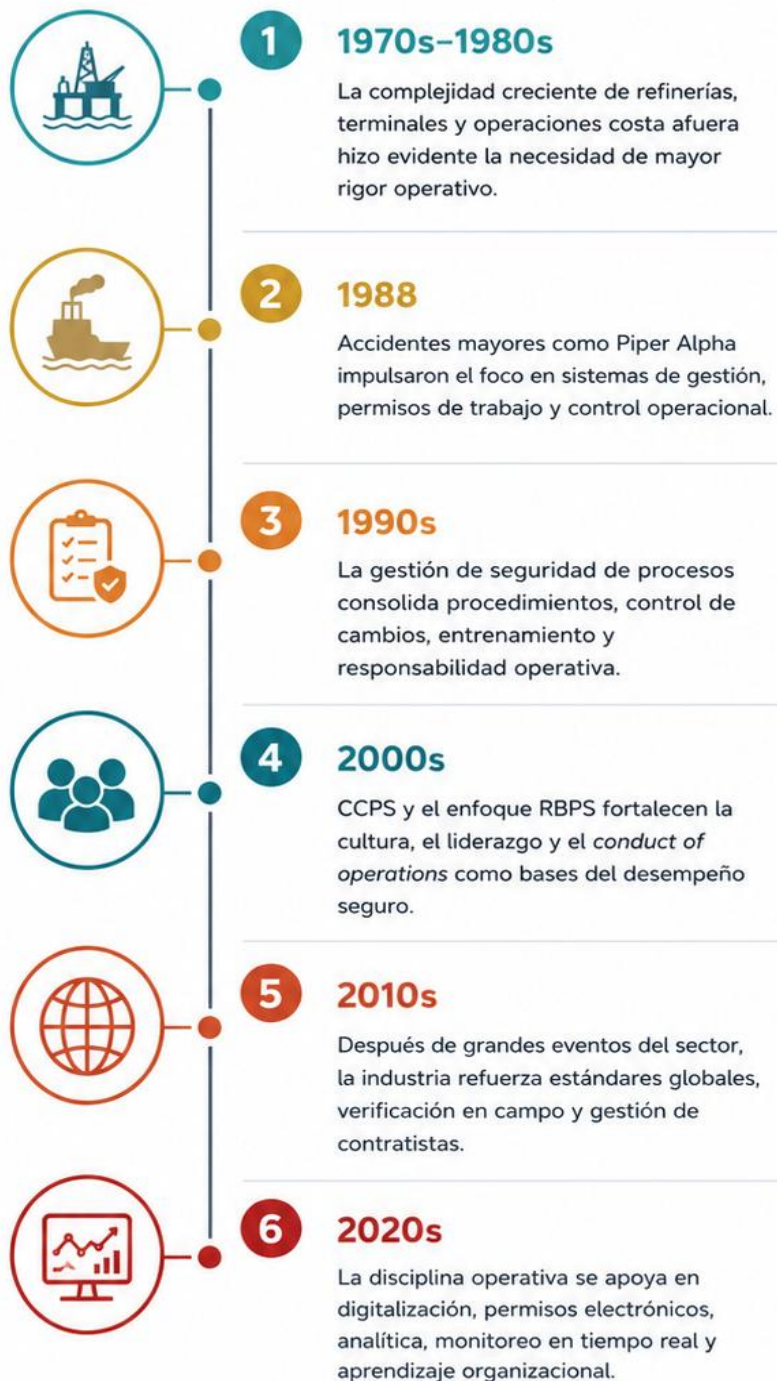 1
1970s–1980s
La complejidad creciente de refinerías,
terminales y operaciones costa afuera
hizo evidente la necesidad de mayor
rigor operativo.
2
1988
Accidentes mayores como Piper Alpha
impulsaron el foco en sistemas de gestión,
permisos de trabajo y control operacional.
3
1990s
La gestión de seguridad de procesos
consolida procedimientos, control de
cambios, entrenamiento y
responsabilidad operativa.
4
2000s
CCPS y el enfoque RBPS fortalecen la
cultura, el liderazgo y el conduct of
operations como bases del desempeño
seguro.
5
2010s
Después de grandes eventos del sector,
la industria refuerza estándares globales,
verificación en campo y gestión de
contratistas.
6
2020s
La disciplina operativa se apoya en
digitalización, permisos electrónicos,
analítica, monitoreo en tiempo real y
aprendizaje organizacional.